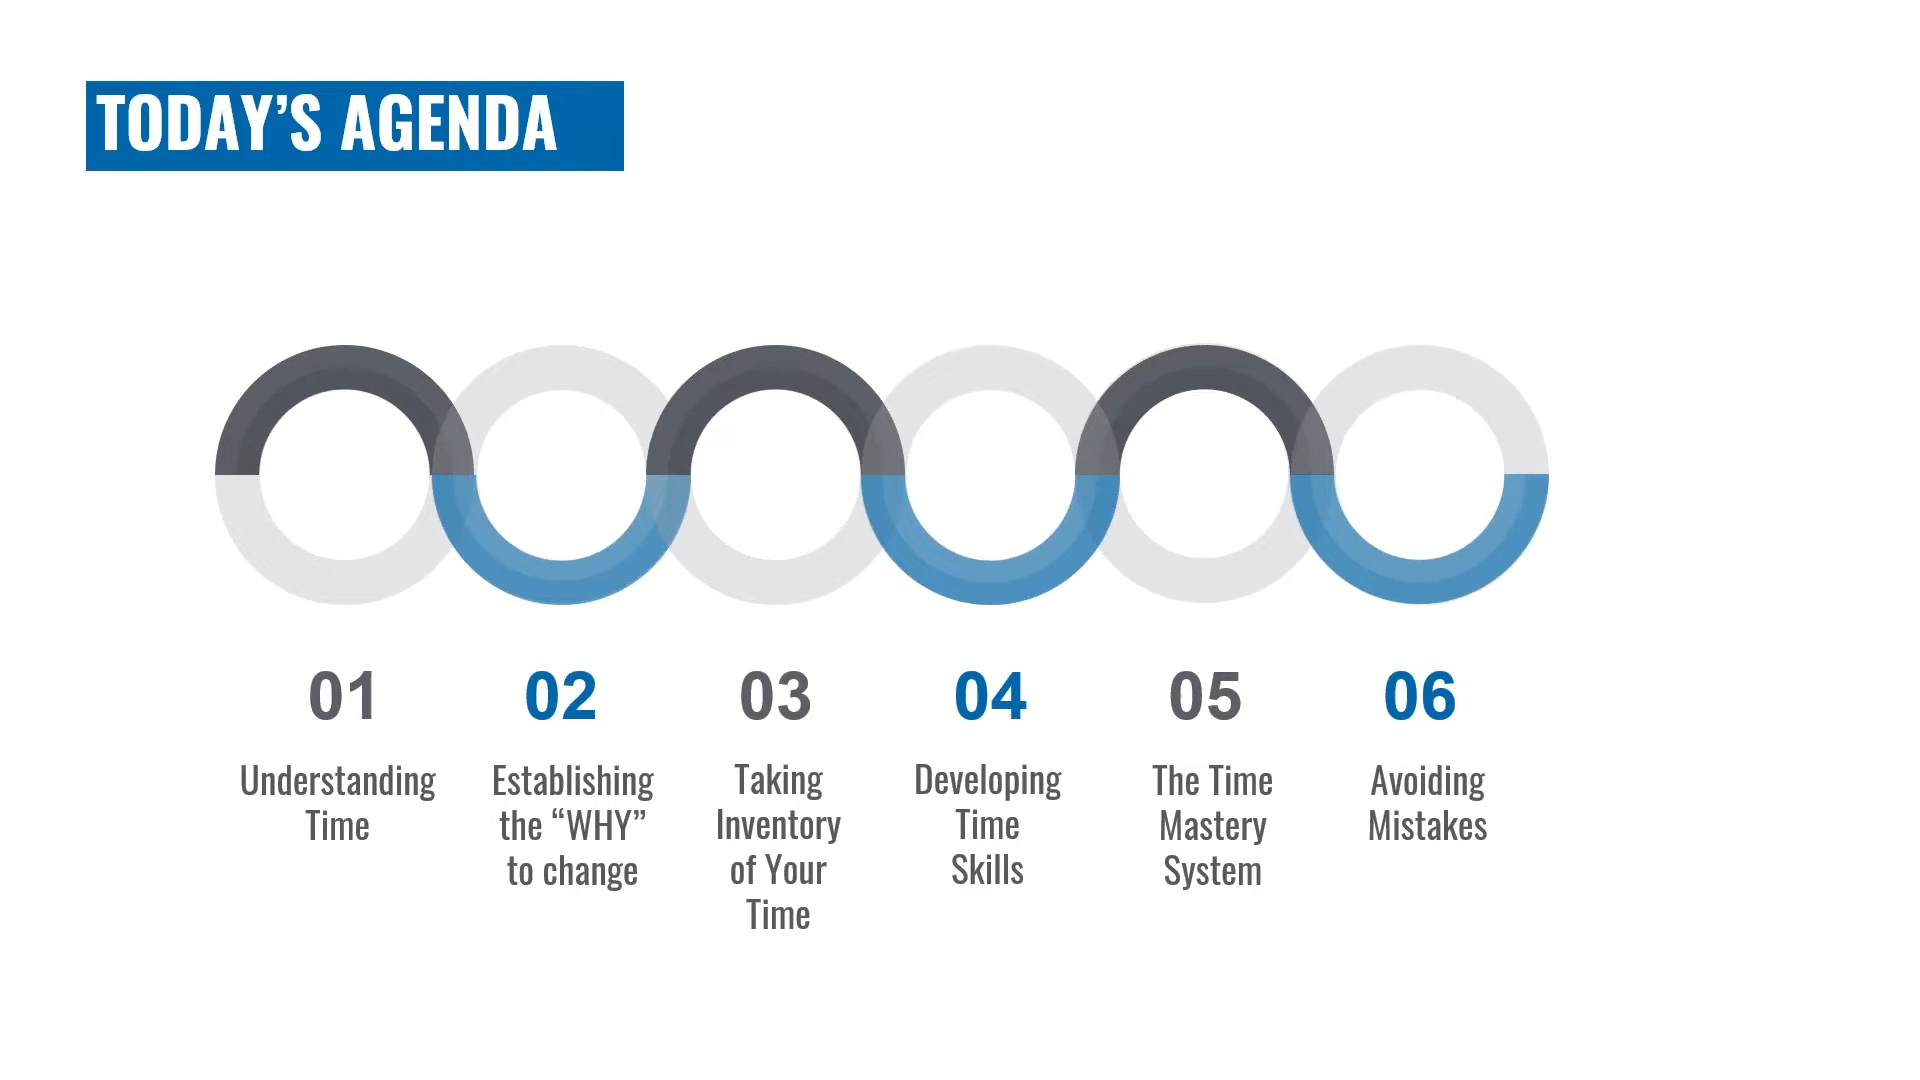 TODAY’S AGENDA
01
Understanding
Time
02
Establishing
the “WHY”
to change
03
Taking
Inventory
of Your
Time
04
Developing
Time
Skills
05
The Time
Mastery
System
06
Avoiding
Mistakes